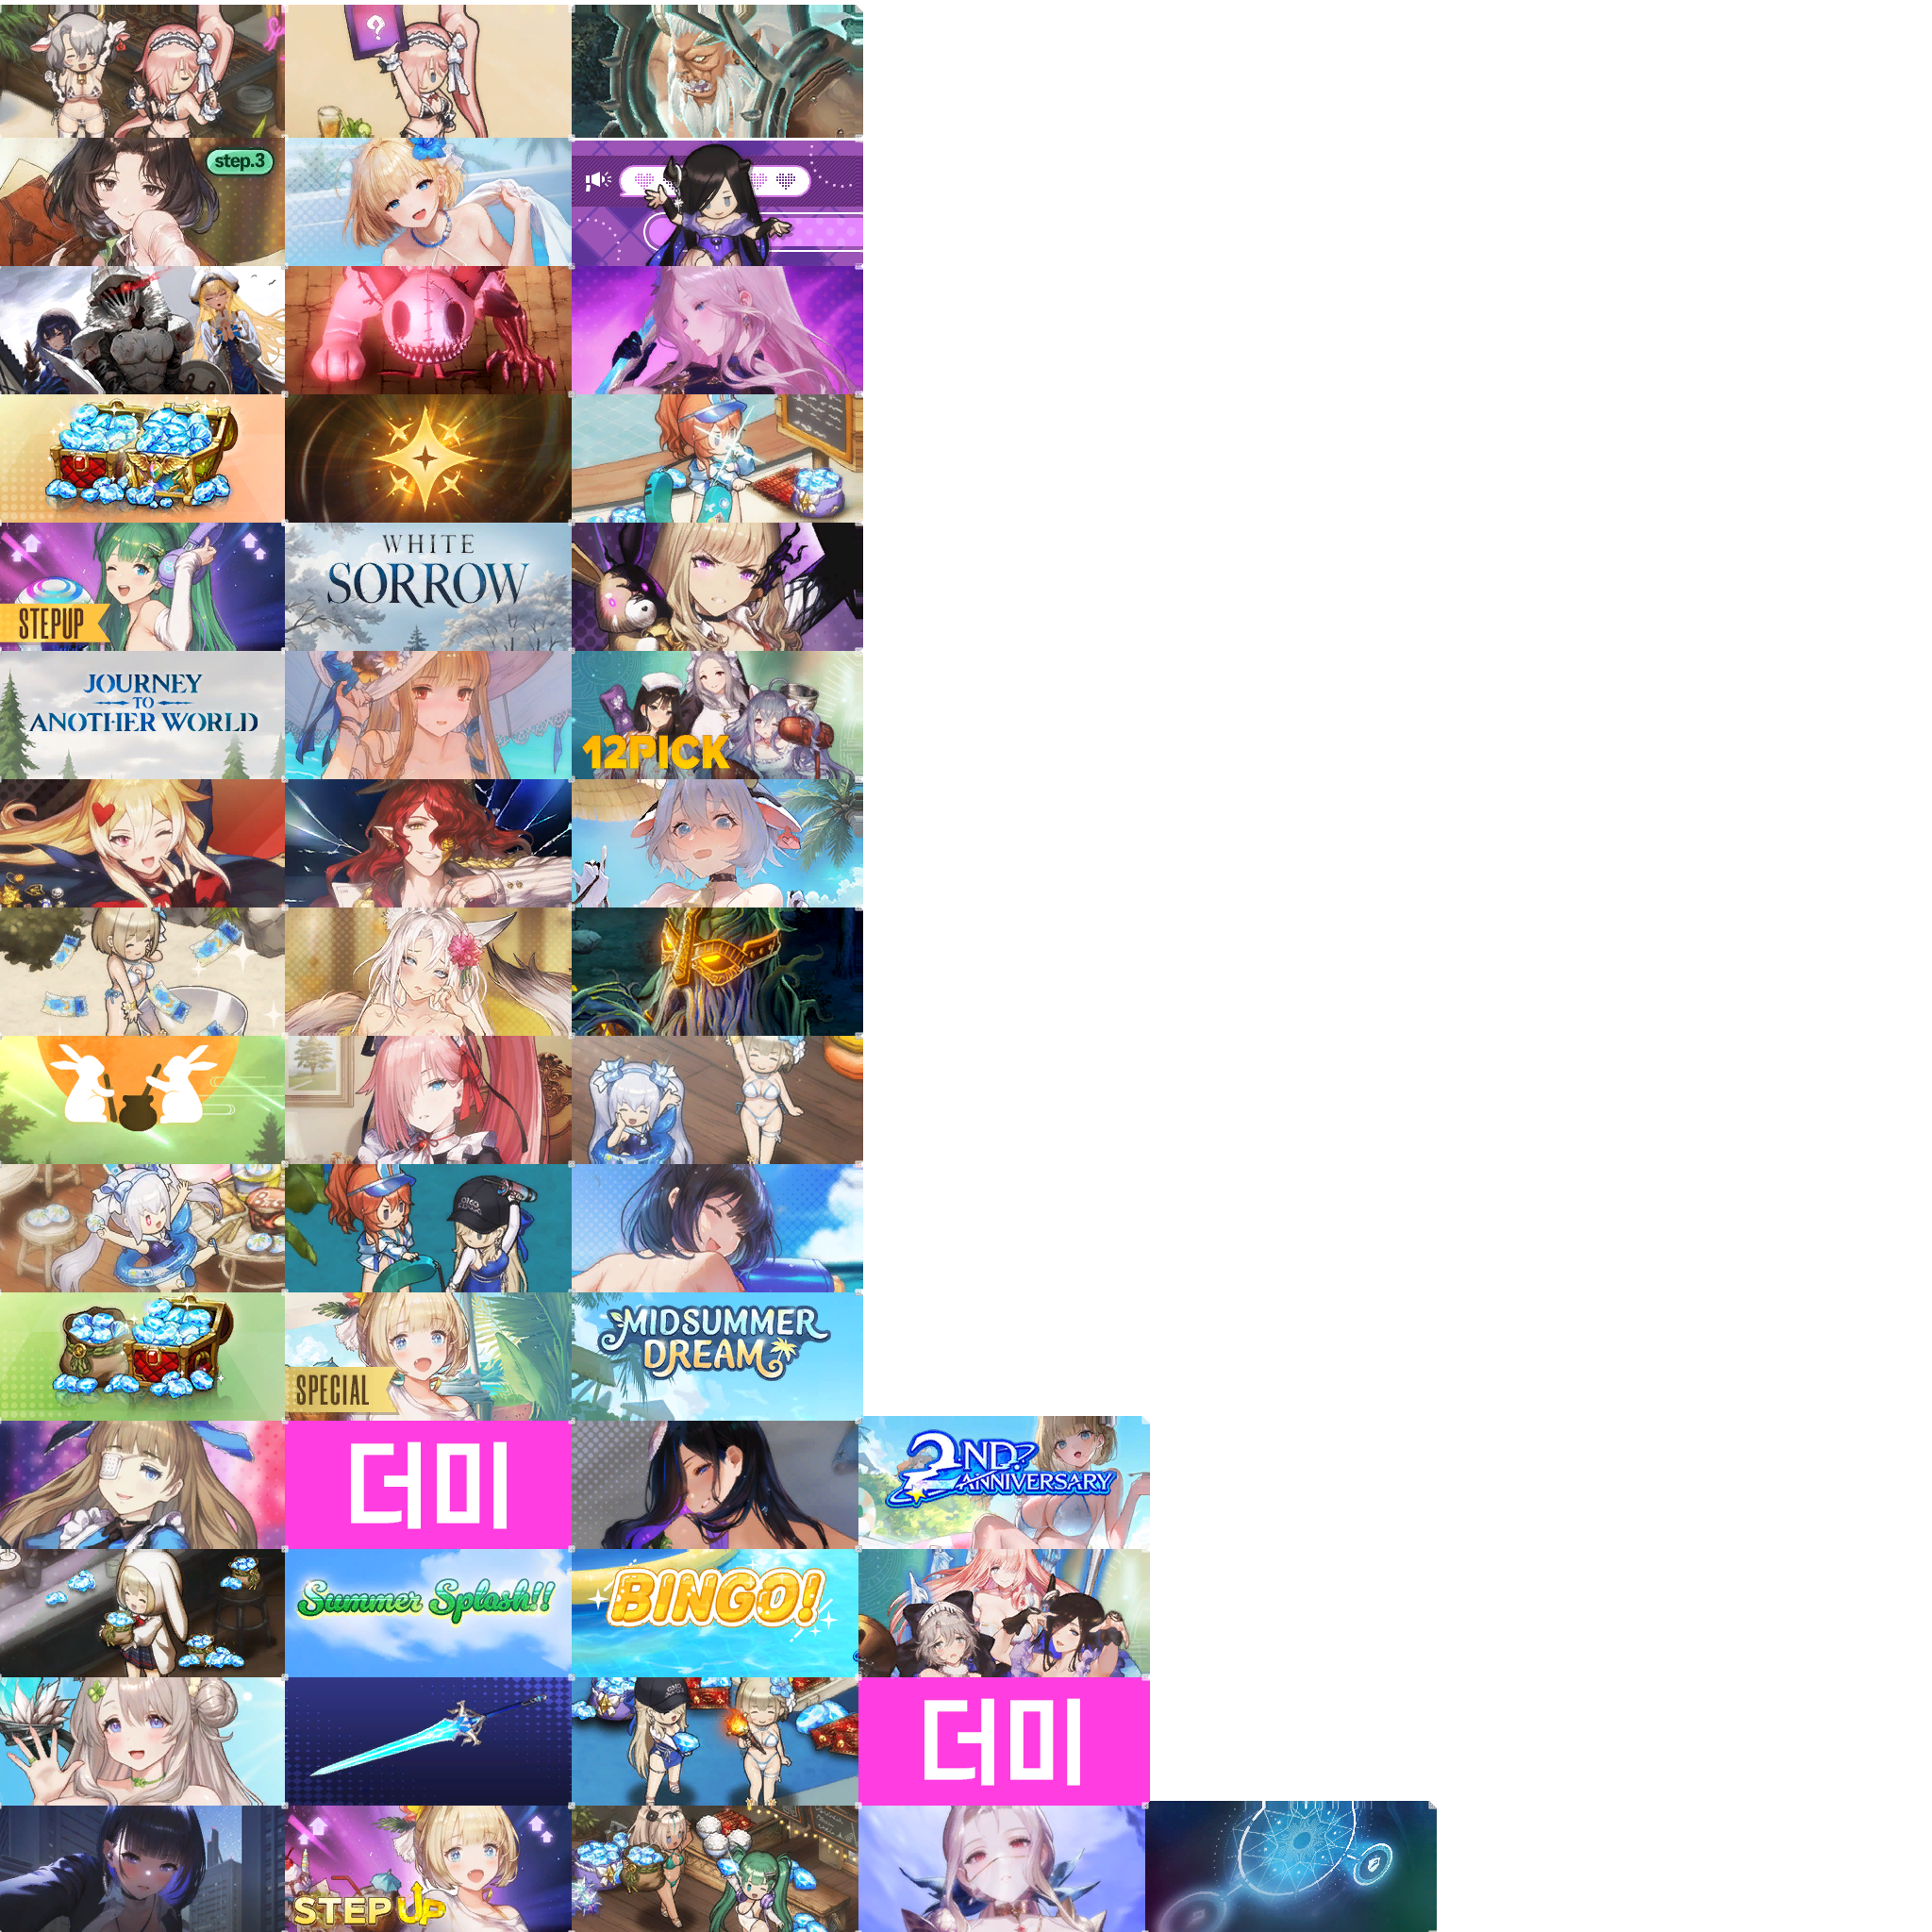 ?
step.3
STEPUP
WHITE
SORROW
JOURNEY
TO
ANOTHER WORLD
12PICK
SPECIAL
MIDSUMMER
DREAM
더미
2ND
ANNIVERSARY
Summer Splash!!
BINGO!
더미
STEP UP